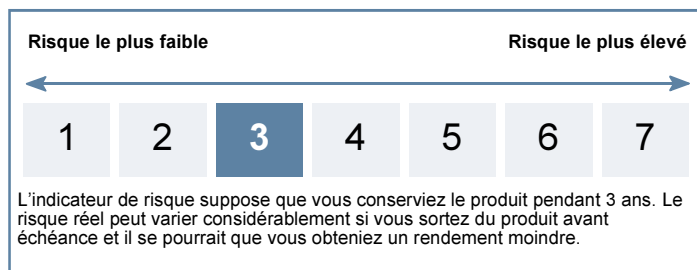 Risque le plus faible Risque le plus élevé
1 2 3 4 5 6 7
L'indicateur de risque suppose que vous conserviez le produit pendant 3 ans. Le
risque réel peut varier considérablement si vous sortez du produit avant
échéance et il se pourrait que vous obteniez un rendement moindre.